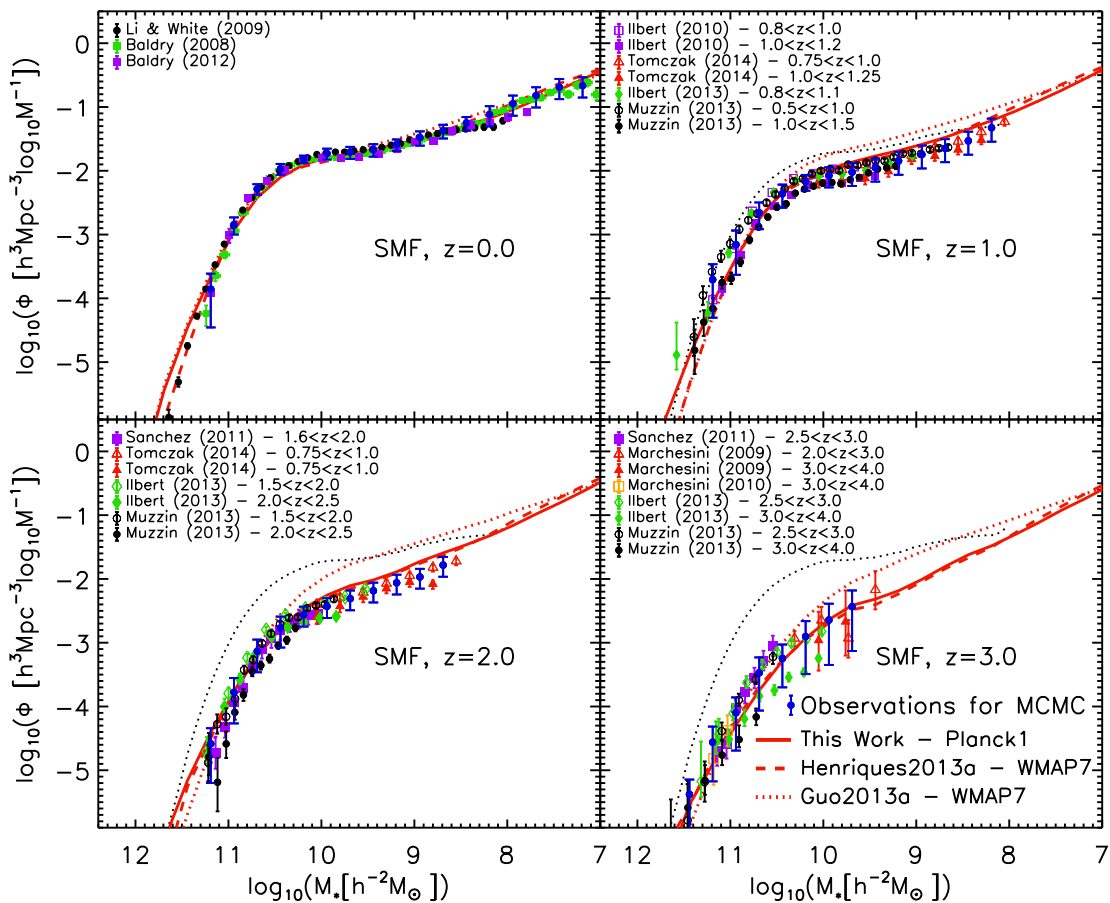 log₁₀(Φ [h³Mpc⁻³log₁₀M⁻¹]
0
−1
−2
−3
−4
−5
Li & White (2009)
Baldry (2008)
Baldry (2012)
SMF, z=0.0
Ilbert (2010) − 0.8<z<1.0
Ilbert (2010) − 1.0<z<1.2
Tomczak (2014) − 0.75<z<1.0
Tomczak (2014) − 1.0<z<1.25
Ilbert (2013) − 0.8<z<1.1
Muzzin (2013) − 0.5<z<1.0
Muzzin (2013) − 1.0<z<1.5
SMF, z=1.0
log₁₀(Φ [h³Mpc⁻³log₁₀M⁻¹]
0
−1
−2
−3
−4
−5
Sanchez (2011) − 1.6<z<2.0
Tomczak (2014) − 0.75<z<1.0
Tomczak (2014) − 0.75<z<1.0
Ilbert (2013) − 1.5<z<2.0
Ilbert (2013) − 2.0<z<2.5
Muzzin (2013) − 1.5<z<2.0
Muzzin (2013) − 2.0<z<2.5
SMF, z=2.0
Sanchez (2011) − 2.5<z<3.0
Marchesini (2009) − 2.0<z<3.0
Marchesini (2009) − 3.0<z<4.0
Marchesini (2010) − 3.0<z<4.0
Ilbert (2013) − 2.5<z<3.0
Ilbert (2013) − 3.0<z<4.0
Muzzin (2013) − 2.5<z<3.0
Muzzin (2013) − 3.0<z<4.0
SMF, z=3.0
Observations for MCMC
This Work − Planck1
Henriques2013a − WMAP7
Guo2013a − WMAP7
12 11 10 9 8 7
12 11 10 9 8 7
log₁₀(M*[h⁻²M☉])
log₁₀(M*[h⁻²M☉])